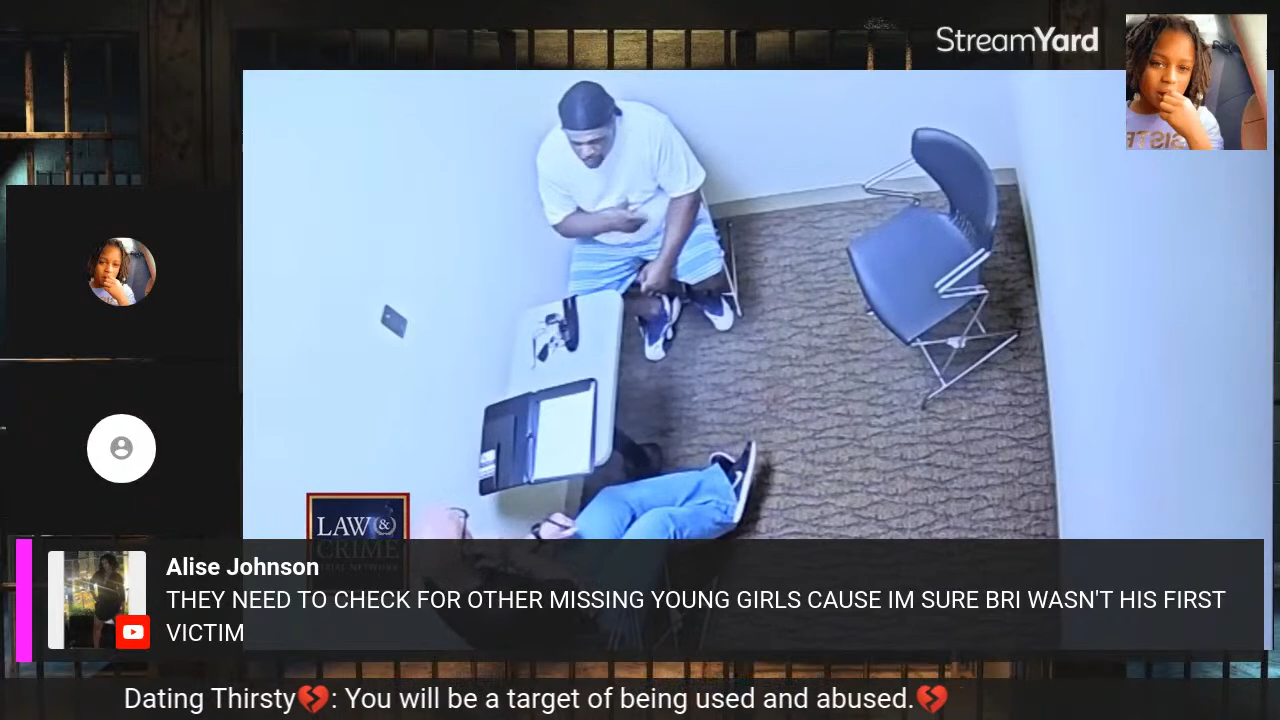 StreamYard
LAW &
CRIME
Alise Johnson
THEY NEED TO CHECK FOR OTHER MISSING YOUNG GIRLS CAUSE IM SURE BRI WASN'T HIS FIRST
VICTIM
Dating Thirsty💔: You will be a target of being used and abused.💔